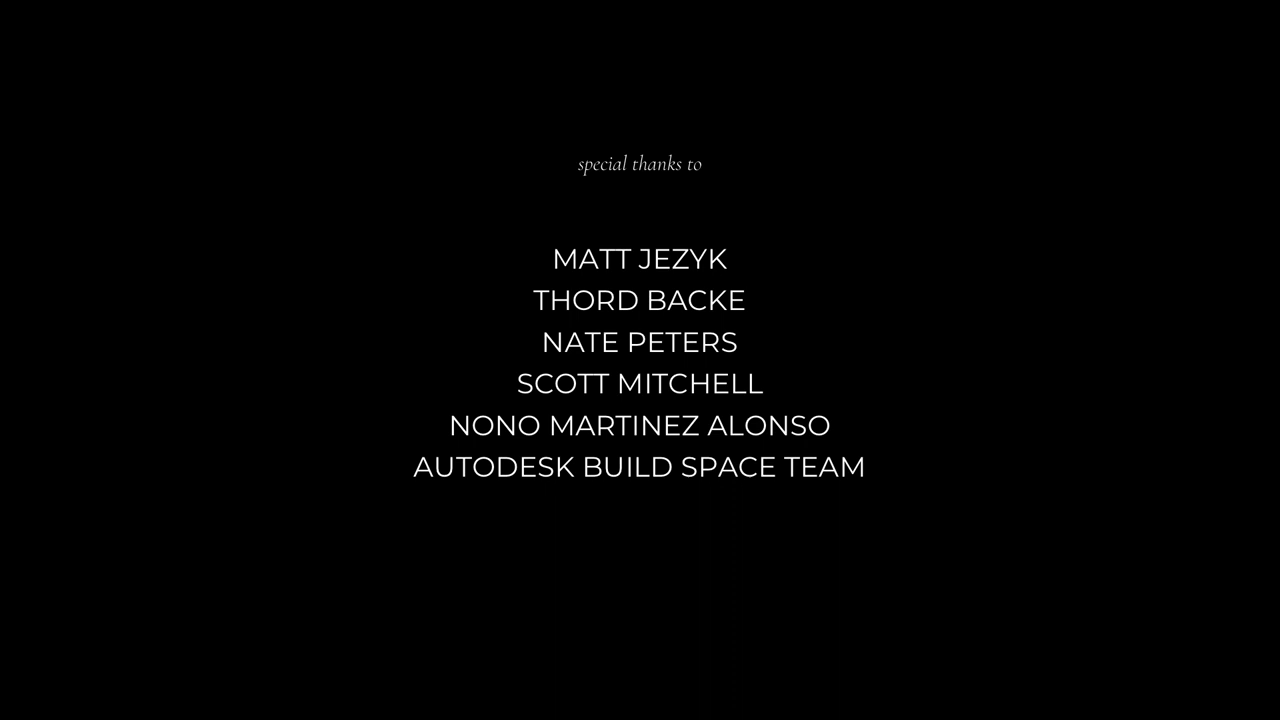 special thanks to
MATT JEZYK
THORD BACKE
NATE PETERS
SCOTT MITCHELL
NONO MARTINEZ ALONSO
AUTODESK BUILD SPACE TEAM